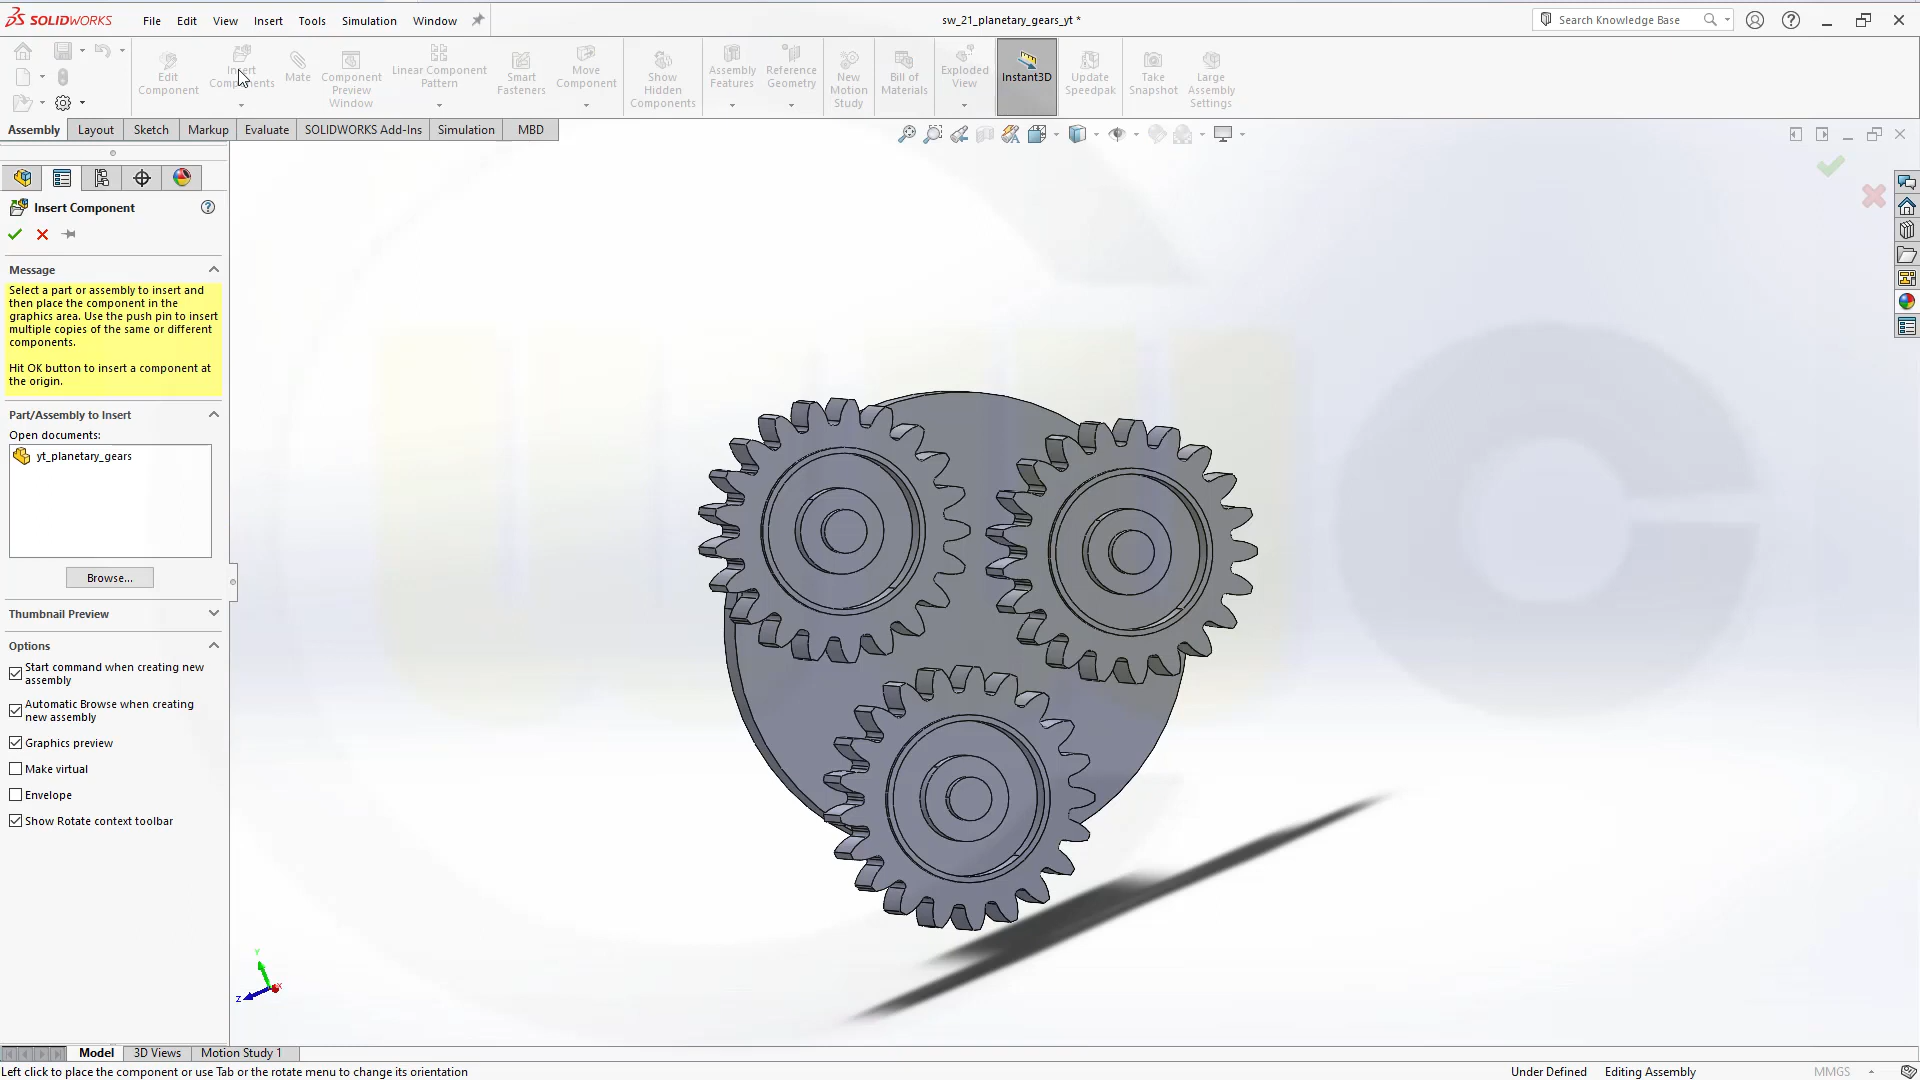 SOLIDWORKS
File Edit View Insert Tools Simulation Window
sw_21_planetary_gears_yt *
Search Knowledge Base
Edit Component
Insert Components
Mate
Component Preview Window
Linear Component Pattern
Smart Fasteners
Move Component
Show Hidden Components
Assembly Features
Reference Geometry
New Motion Study
Bill of Materials
Exploded View
Instant3D
Update Speedpak
Take Snapshot
Large Assembly Settings
Assembly Layout Sketch Markup Evaluate SOLIDWORKS Add-Ins Simulation MBD
Insert Component
Message
Select a part or assembly to insert and
then place the component in the
graphics area. Use the push pin to insert
multiple copies of the same or different
components.
Hit OK button to insert a component at
the origin.
Part/Assembly to Insert
Open documents:
yt_planetary_gears
Browse...
Thumbnail Preview
Options
Start command when creating new
assembly
Automatic Browse when creating
new assembly
Graphics preview
Make virtual
Envelope
Show Rotate context toolbar
Y
Z
X
Model 3D Views Motion Study 1
Left click to place the component or use Tab or the rotate menu to change its orientation
Under Defined Editing Assembly MMGS